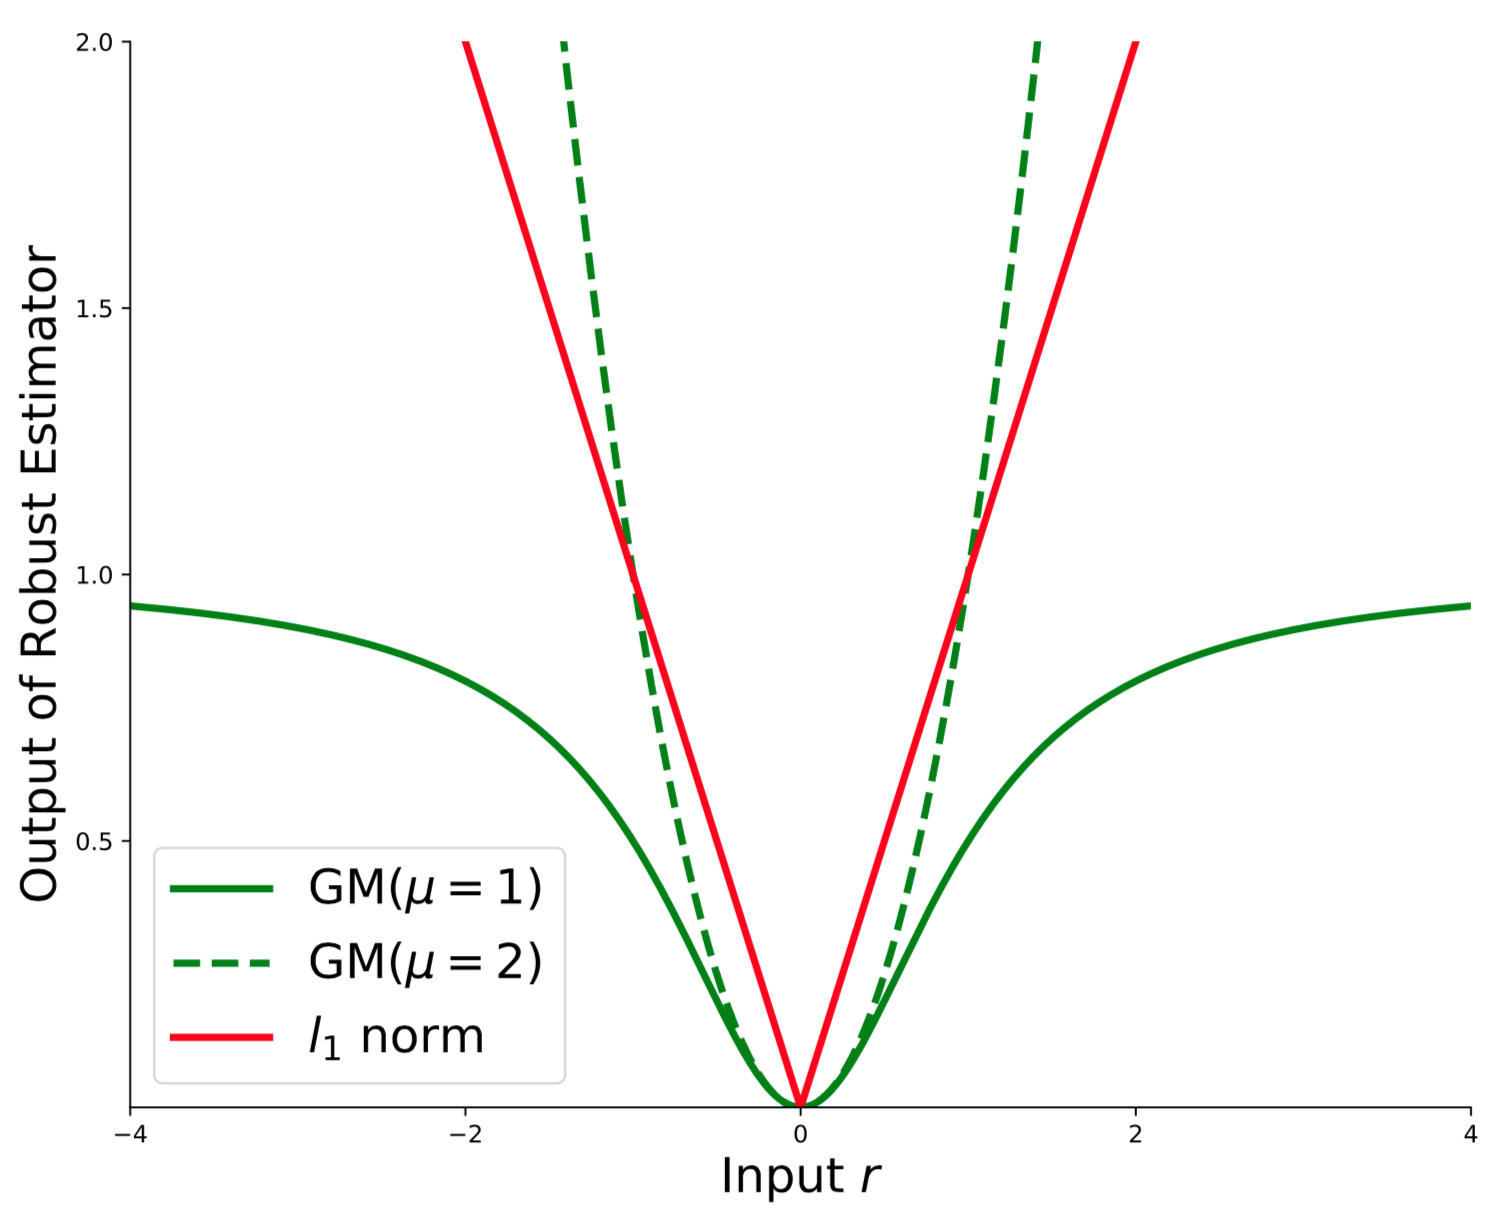 Output of Robust Estimator
2.0
1.5
1.0
0.5
GM(μ = 1)
GM(μ = 2)
l₁ norm
−4 −2 0 2 4
Input r